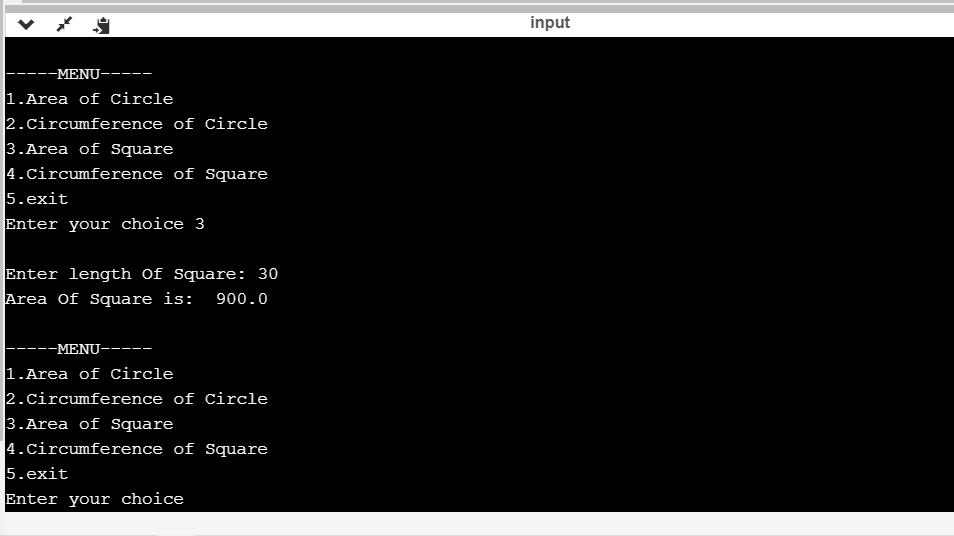 input
-----MENU-----
1.Area of Circle
2.Circumference of Circle
3.Area of Square
4.Circumference of Square
5.exit
Enter your choice 3
Enter length Of Square: 30
Area Of Square is:  900.0
-----MENU-----
1.Area of Circle
2.Circumference of Circle
3.Area of Square
4.Circumference of Square
5.exit
Enter your choice